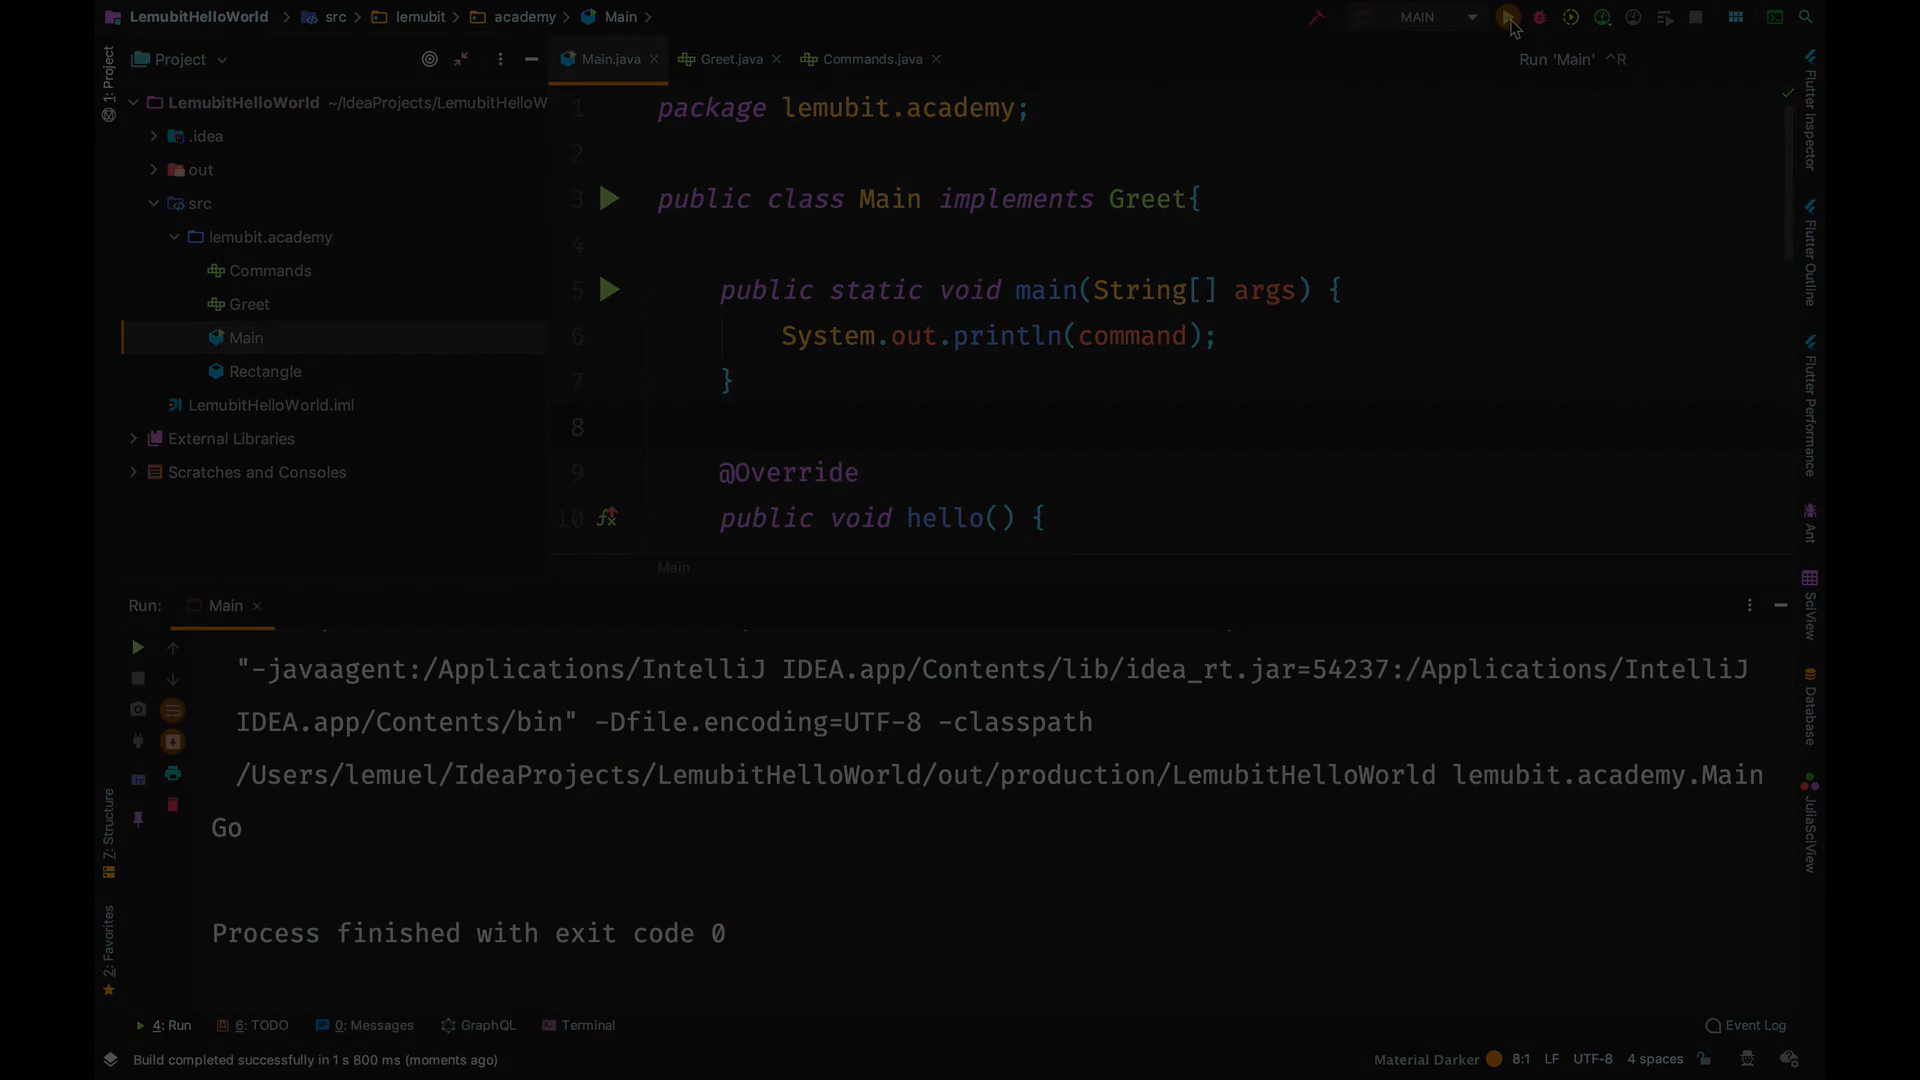 LemubitHelloWorld > src > lemubit > academy > Main >
MAIN
Project
Main.java
Greet.java
Commands.java
Run 'Main' ^R
1: Project
LemubitHelloWorld ~/IdeaProjects/LemubitHelloW
.idea
out
src
lemubit.academy
Commands
Greet
Main
Rectangle
LemubitHelloWorld.iml
External Libraries
Scratches and Consoles
1 package lemubit.academy;
2
3 public class Main implements Greet{
4
5 public static void main(String[] args) {
6 System.out.println(command);
7 }
8
9 @Override
10 public void hello() {
Main
Flutter Inspector
Flutter Outline
Flutter Performance
Ant
SciView
Database
JuliaSciView
Run: Main
"-javaagent:/Applications/IntelliJ IDEA.app/Contents/lib/idea_rt.jar=54237:/Applications/IntelliJ
IDEA.app/Contents/bin" -Dfile.encoding=UTF-8 -classpath
/Users/lemuel/IdeaProjects/LemubitHelloWorld/out/production/LemubitHelloWorld lemubit.academy.Main
Go
Process finished with exit code 0
Z: Structure
2: Favorites
4: Run
6: TODO
0: Messages
GraphQL
Terminal
Event Log
Build completed successfully in 1 s 800 ms (moments ago)
Material Darker
8:1
LF
UTF-8
4 spaces